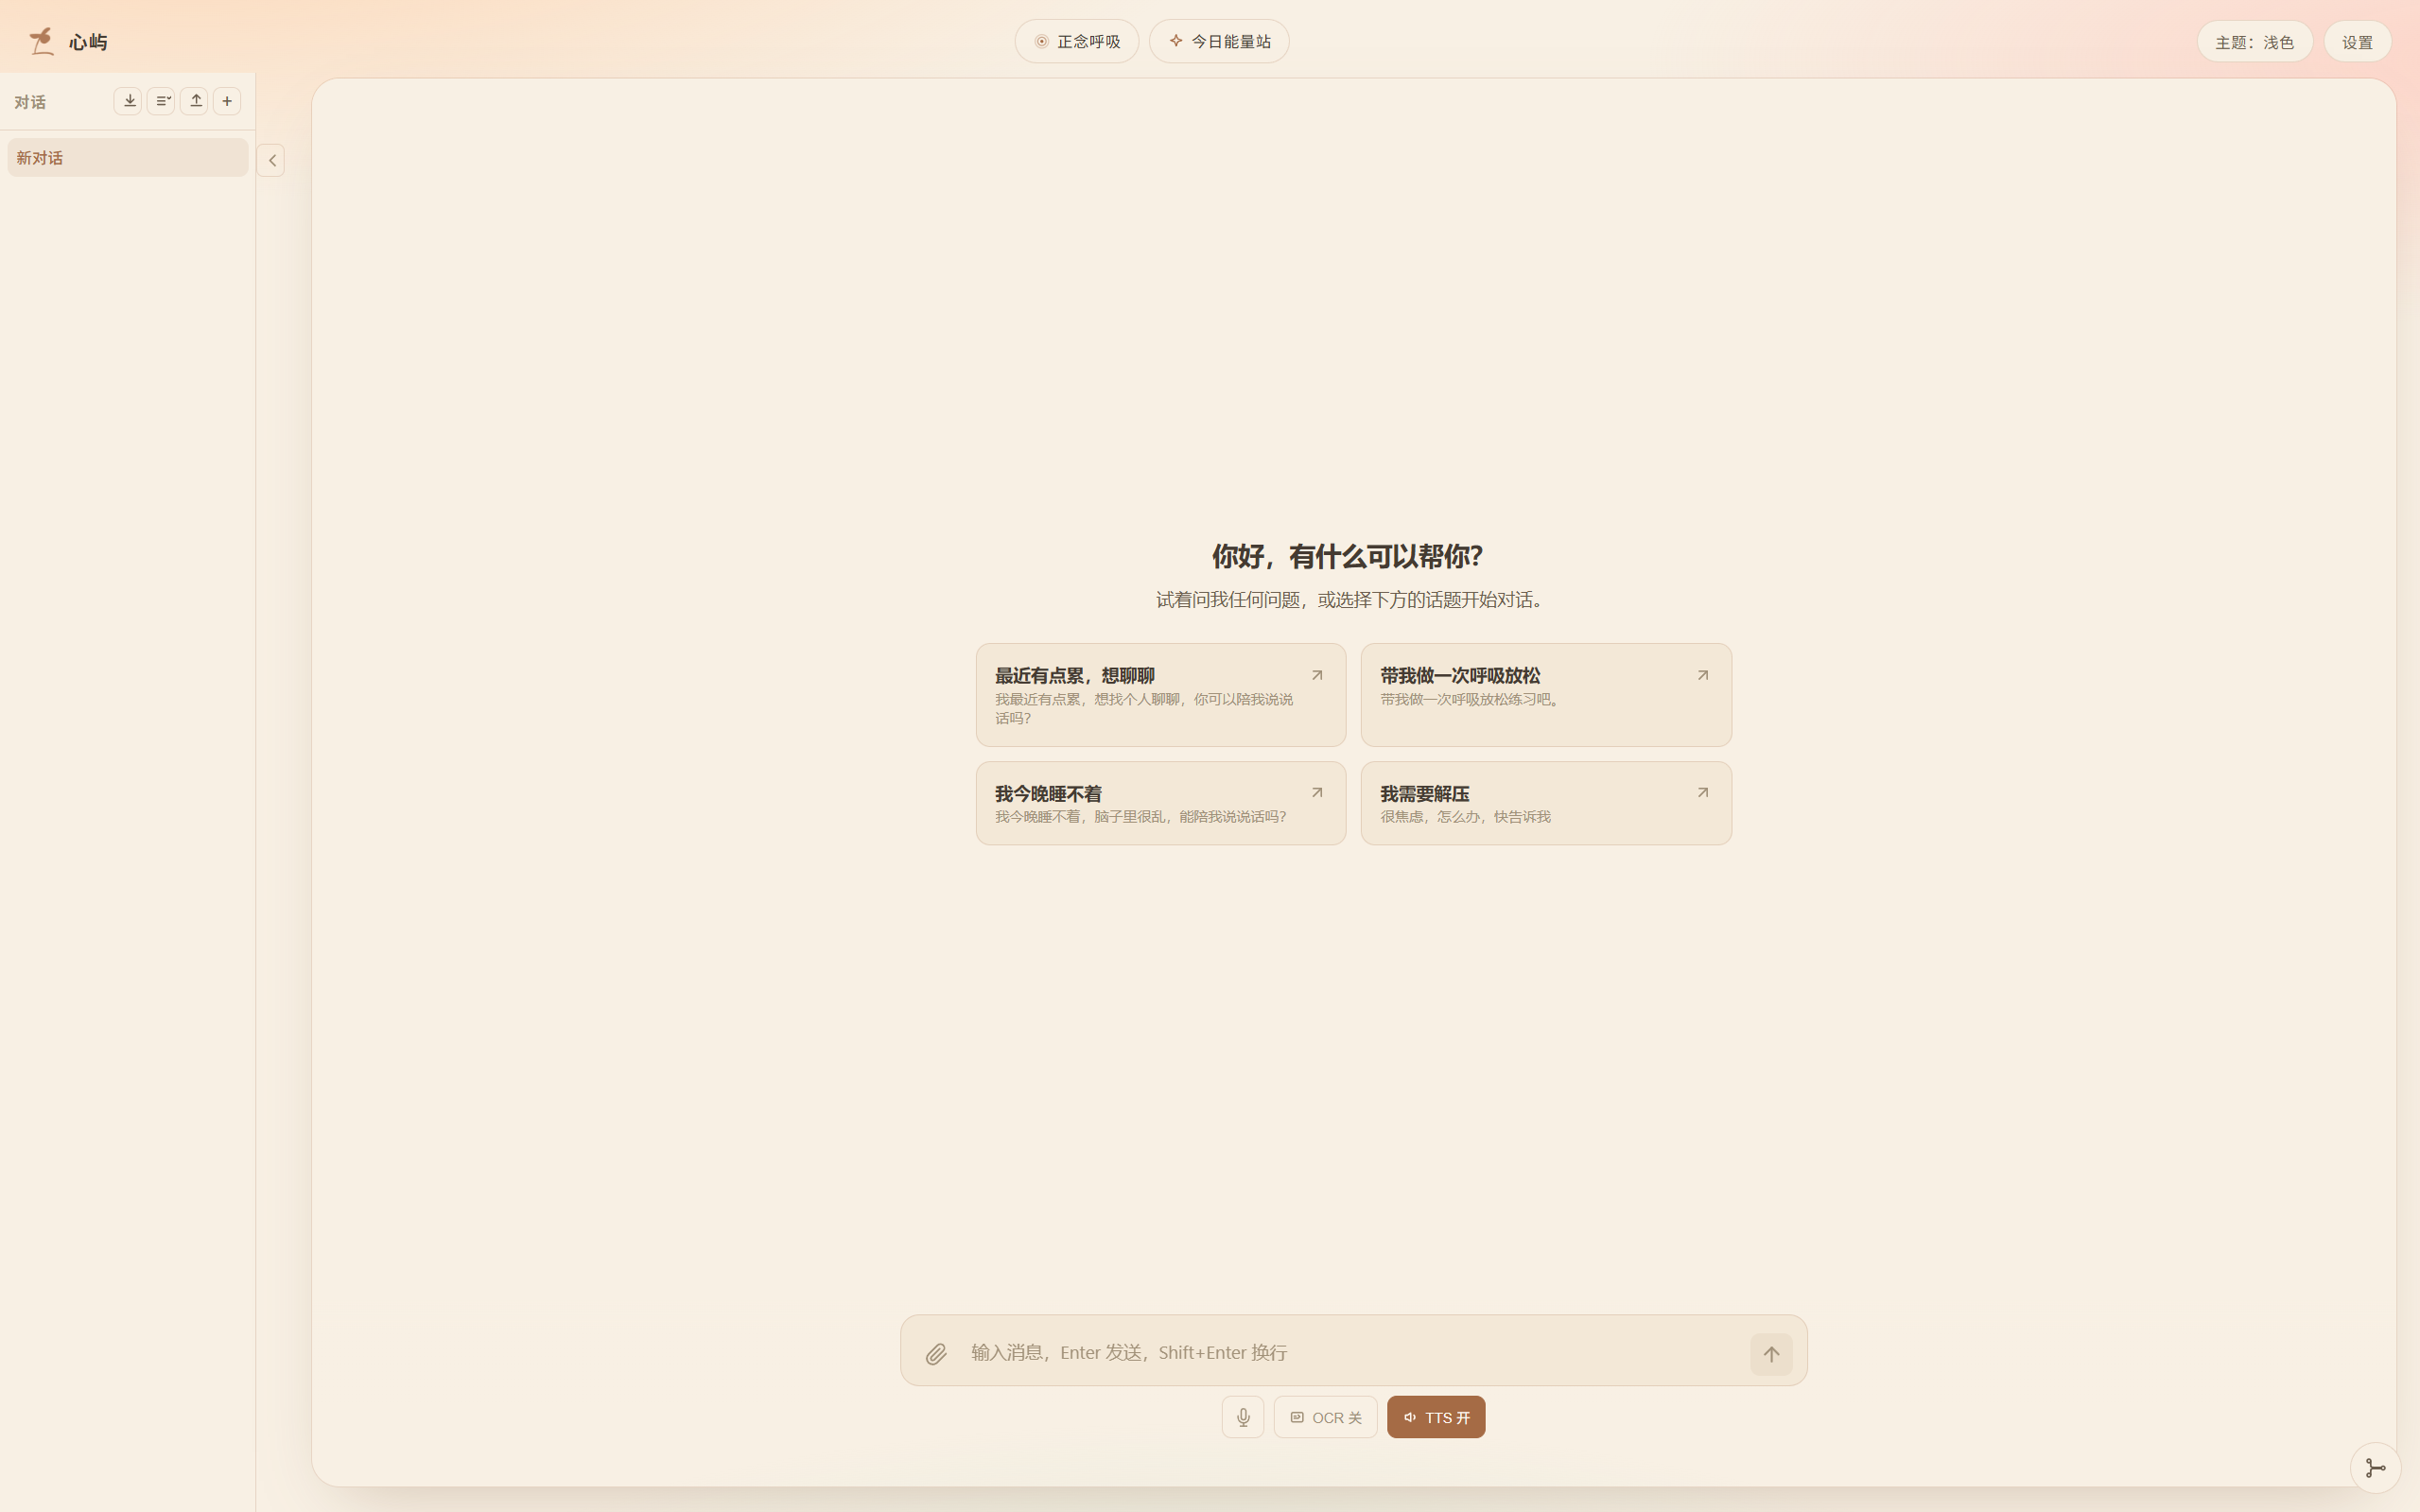 心屿
正念呼吸
今日能量站
主题：浅色
设置
对话
新对话
你好，有什么可以帮你？
试着问我任何问题，或选择下方的话题开始对话。
最近有点累，想聊聊
我最近有点累，想找个人聊聊，你可以陪我说说
话吗？
带我做一次呼吸放松
带我做一次呼吸放松练习吧。
我今晚睡不着
我今晚睡不着，脑子里很乱，能陪我说说话吗？
我需要解压
很焦虑，怎么办，快告诉我
输入消息，Enter 发送，Shift+Enter 换行
OCR 关
TTS 开